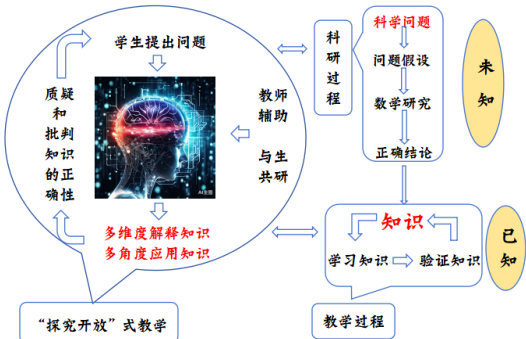 学生提出问题
质疑
和
批判
知识
的正
确性
教师
辅助
与生
共研
多维度解释知识
多角度应用知识
“探究开放”式教学
科
研
过
程
科学问题
问题假设
数学研究
正确结论
未
知
知识
学习知识
验证知识
已
知
教学过程